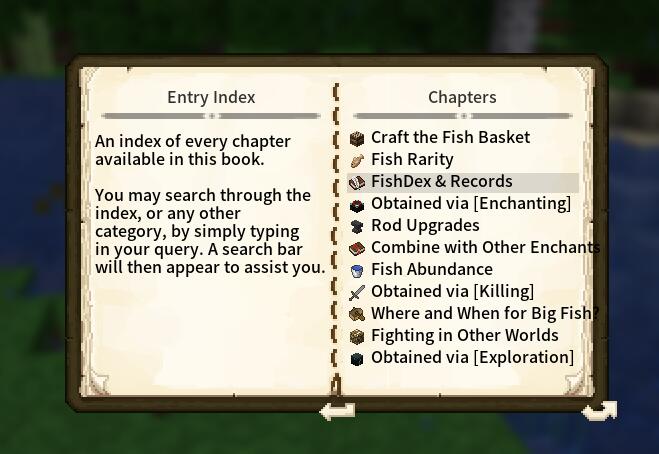 Entry Index
An index of every chapter
available in this book.
You may search through the
index, or any other
category, by simply typing
in your query. A search bar
will then appear to assist you.
Chapters
Craft the Fish Basket
Fish Rarity
FishDex & Records
Obtained via [Enchanting]
Rod Upgrades
Combine with Other Enchants
Fish Abundance
Obtained via [Killing]
Where and When for Big Fish?
Fighting in Other Worlds
Obtained via [Exploration]